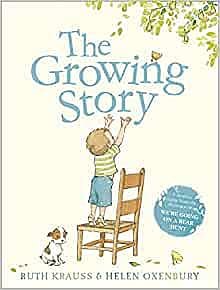 The
Growing
Story
WE'RE GOING
ON A BEAR
HUNT
RUTH KRAUSS & HELEN OXENBURY